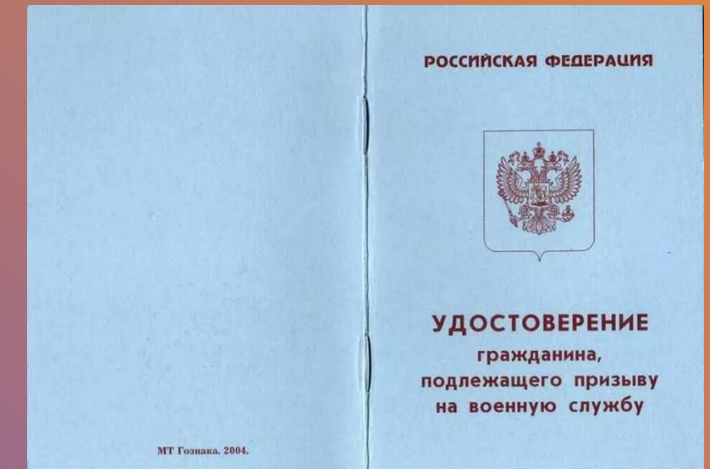 МТ Гознака. 2004.
РОССИЙСКАЯ ФЕДЕРАЦИЯ
УДОСТОВЕРЕНИЕ
гражданина,
подлежащего призыву
на военную службу